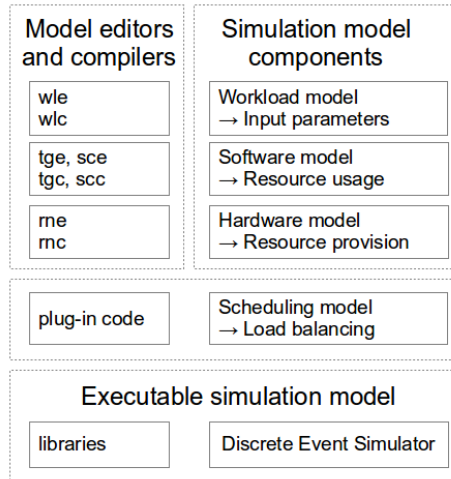 Model editors
and compilers
Simulation model
components
wle
wlc
Workload model
→ Input parameters
tge, sce
tgc, scc
Software model
→ Resource usage
rne
rnc
Hardware model
→ Resource provision
plug-in code
Scheduling model
→ Load balancing
Executable simulation model
libraries
Discrete Event Simulator